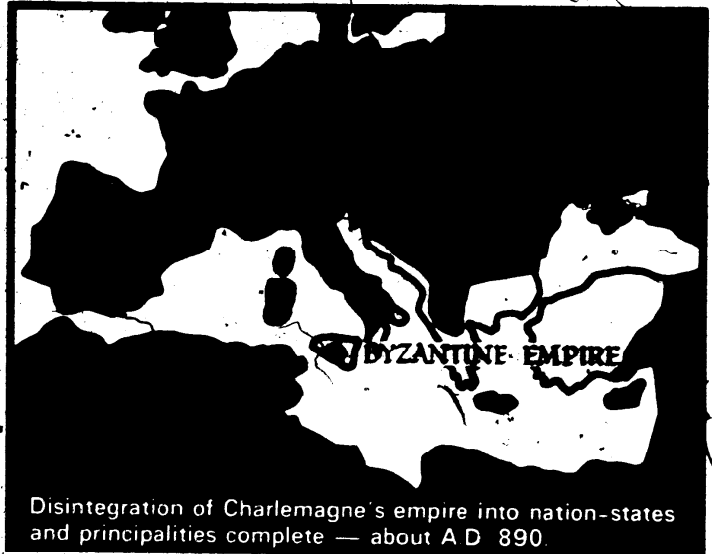 BYZANTINE EMPIRE
Disintegration of Charlemagne's empire into nation-states
and principalities complete — about A D 890.